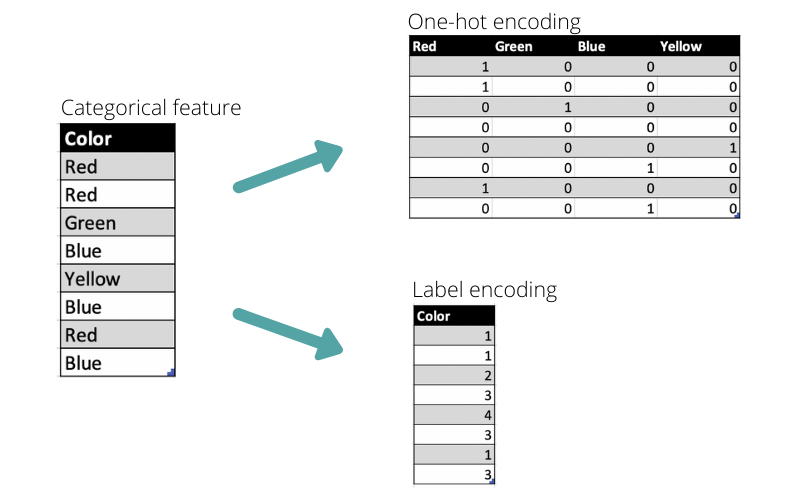 One-hot encoding
Red Green Blue Yellow
1 0 0 0
1 0 0 0
0 1 0 0
0 0 0 0
0 0 0 1
0 0 1 0
1 0 0 0
0 0 1 0
Categorical feature
Color
Red
Red
Green
Blue
Yellow
Blue
Red
Blue
Label encoding
Color
1
1
2
3
4
3
1
3